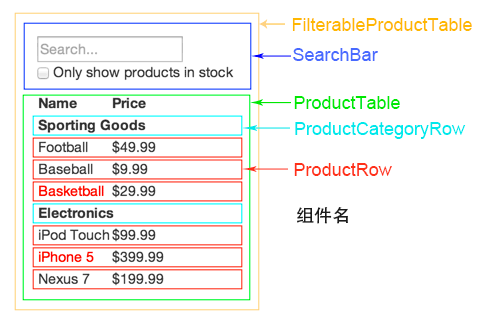 FilterableProductTable
Search...
SearchBar
Only show products in stock
Name Price
ProductTable
Sporting Goods
ProductCategoryRow
Football $49.99
Baseball $9.99
ProductRow
Basketball $29.99
Electronics
组件名
iPod Touch $99.99
iPhone 5 $399.99
Nexus 7 $199.99